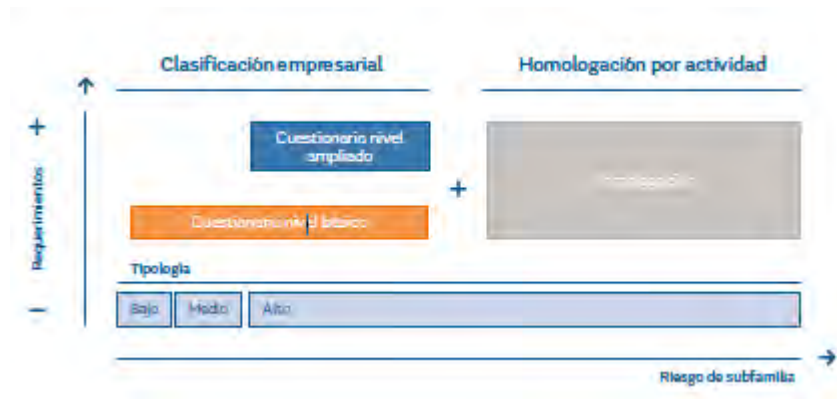 Clasificación empresarial
Homologación por actividad
+
Cuestionario nivel
ampliado
+
Requerimientos
Cuestionario nivel básico
Tipología
−
Bajo
Medio
Alto
Riesgo de subfamilia